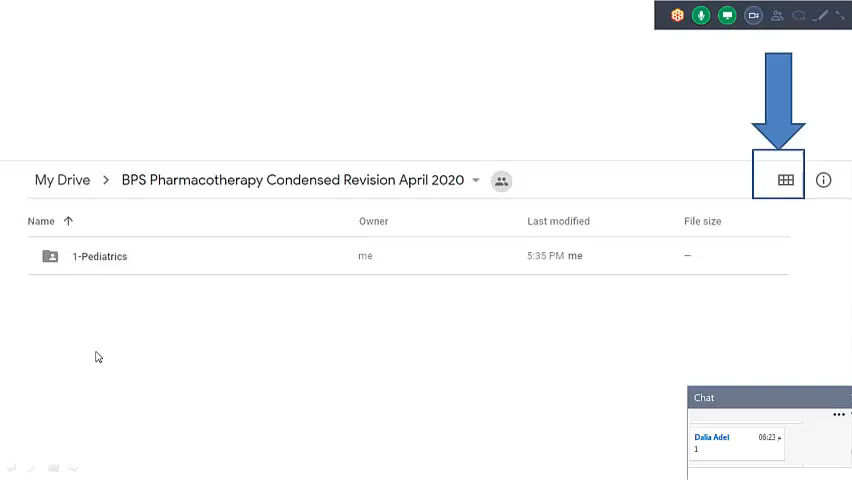 My Drive > BPS Pharmacotherapy Condensed Revision April 2020
Name Owner Last modified File size
1-Pediatrics me 5:35 PM me –
Chat
Dalia Adel 06:23 م
1